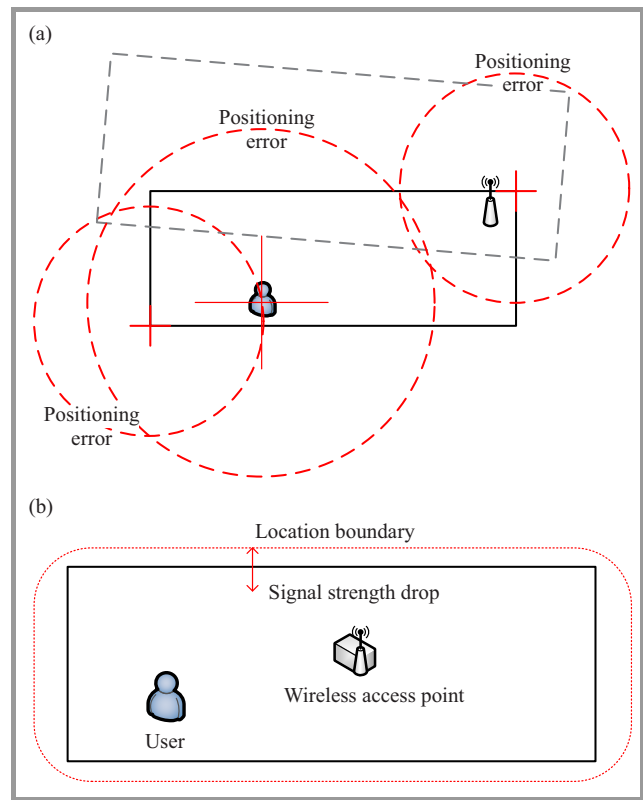 (a)
Positioning
error
Positioning
error
Positioning
error
(b)
Location boundary
Signal strength drop
Wireless access point
User